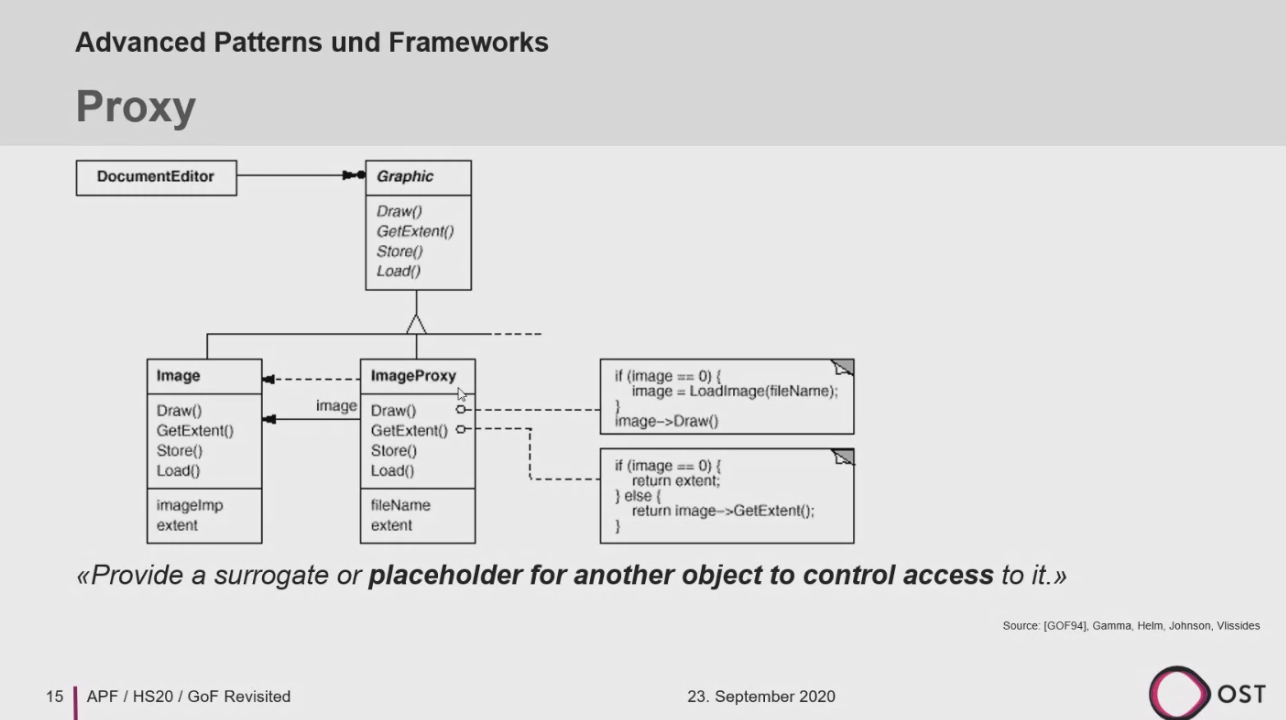 Advanced Patterns und Frameworks
Proxy
DocumentEditor
Graphic
Draw()
GetExtent()
Store()
Load()
Image
Draw()
GetExtent()
Store()
Load()
imageImp
extent
image
ImageProxy
Draw()
GetExtent()
Store()
Load()
fileName
extent
if (image == 0) {
image = LoadImage(fileName);
}
image->Draw()
if (image == 0) {
return extent;
} else {
return image->GetExtent();
}
«Provide a surrogate or placeholder for another object to control access to it.»
Source: [GOF94], Gamma, Helm, Johnson, Vlissides
15 APF / HS20 / GoF Revisited
23. September 2020
OST